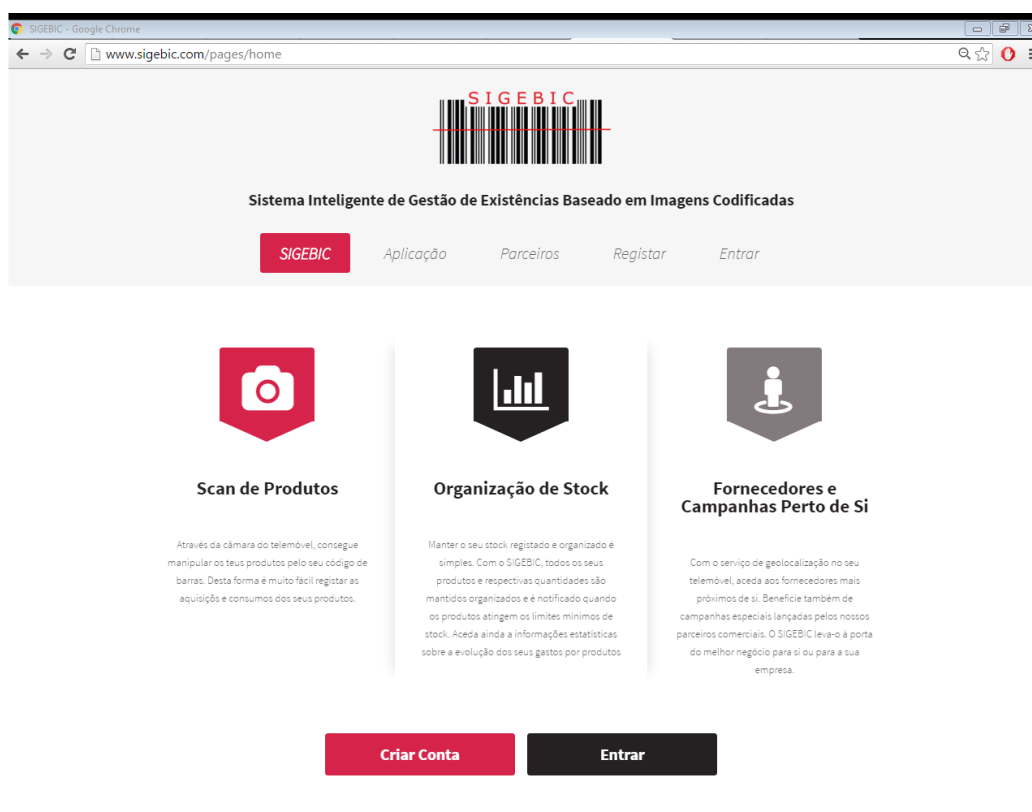 SIGEBIC - Google Chrome
www.sigebic.com/pages/home
SIGEBIC
Sistema Inteligente de Gestão de Existências Baseado em Imagens Codificadas
SIGEBIC Aplicação Parceiros Registar Entrar
Scan de Produtos
Através da câmara do telemóvel, consegue
manipular os teus produtos pelo seu código de
barras. Desta forma é muito fácil registar as
aquisiçõs e consumos dos seus produtos.
Organização de Stock
Manter o seu stock registado e organizado é
simples. Com o SIGEBIC, todos os seus
produtos e respectivas quantidades são
mantidos organizados e é notificado quando
os produtos atingem os limites mínimos de
stock. Aceda ainda a informações estatísticas
sobre a evolução dos seus gastos por produtos
Fornecedores e
Campanhas Perto de Si
Com o serviço de geolocalização no seu
telemóvel, aceda aos fornecedores mais
próximos de si. Beneficie também de
campanhas especiais lançadas pelos nossos
parceiros comerciais. O SIGEBIC leva-o à porta
do melhor negócio para si ou para a sua
empresa.
Criar Conta
Entrar